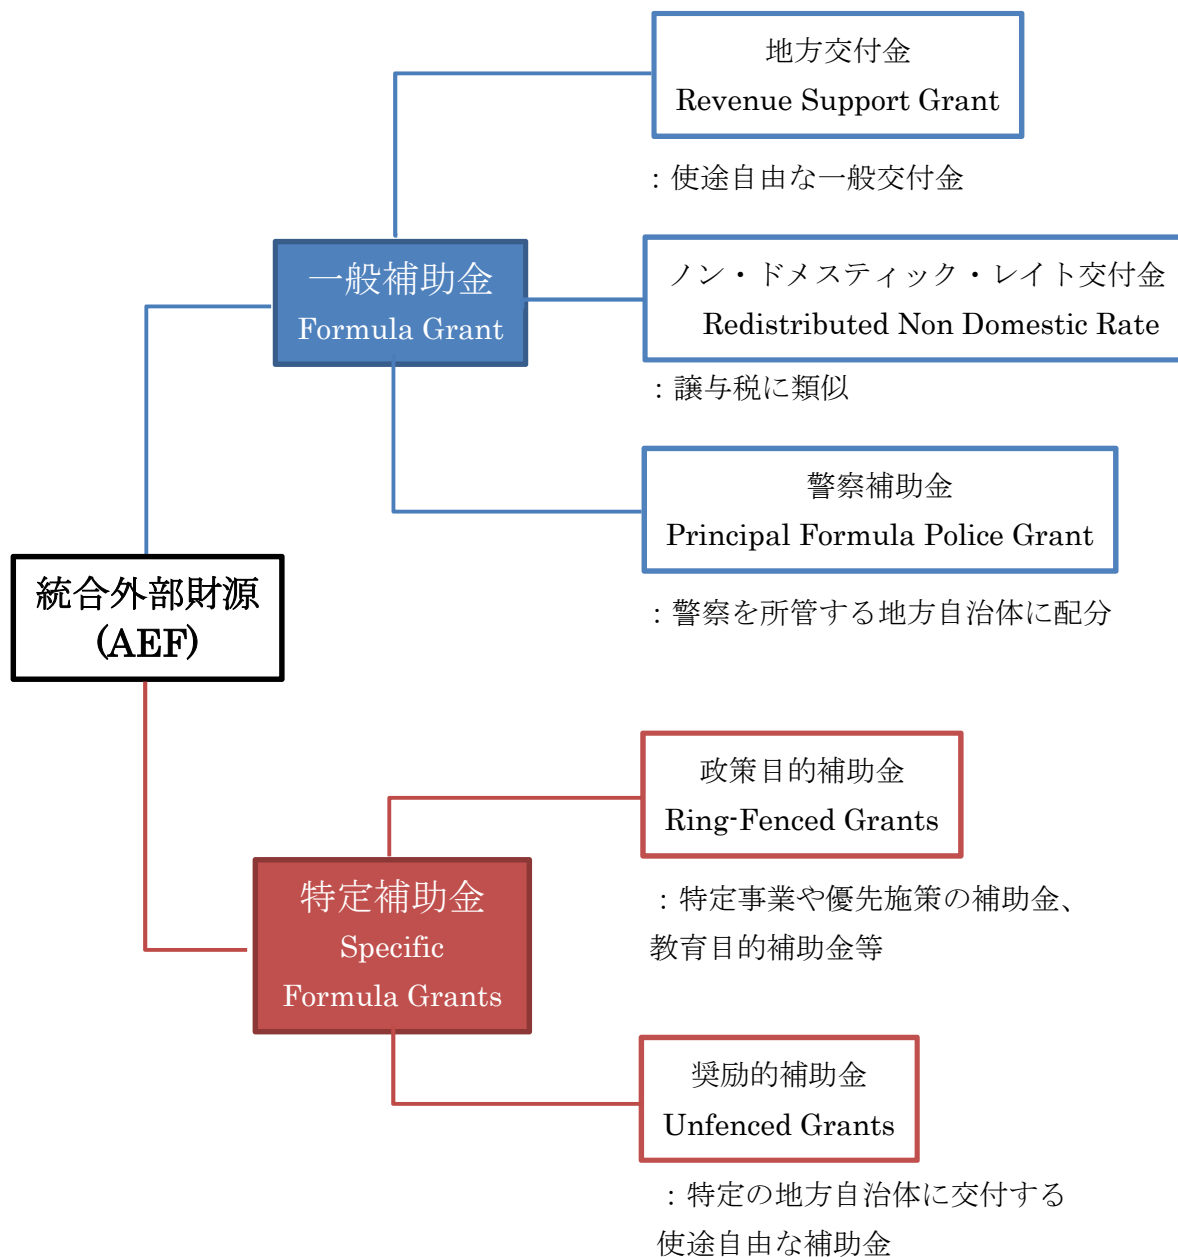 地方交付金
Revenue Support Grant
：使途自由な一般交付金
一般補助金
Formula Grant
ノン・ドメスティック・レイト交付金
Redistributed Non Domestic Rate
：譲与税に類似
警察補助金
Principal Formula Police Grant
：警察を所管する地方自治体に配分
統合外部財源
(AEF)
政策目的補助金
Ring-Fenced Grants
：特定事業や優先施策の補助金、
教育目的補助金等
特定補助金
Specific
Formula Grants
奨励的補助金
Unfenced Grants
：特定の地方自治体に交付する
使途自由な補助金